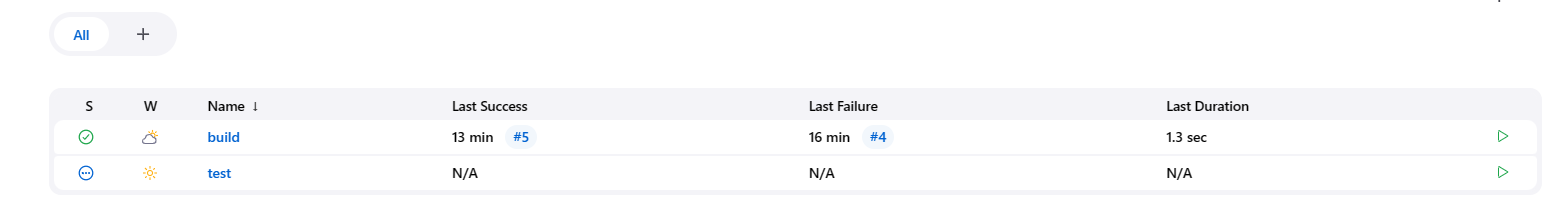 All +
S W Name ↓ Last Success Last Failure Last Duration
build 13 min #5 16 min #4 1.3 sec
test N/A N/A N/A